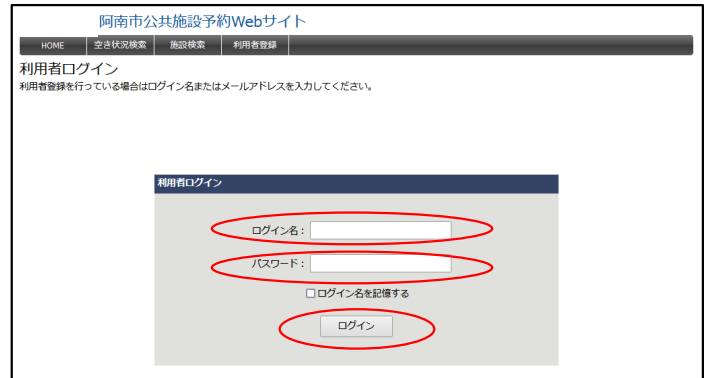 阿南市公共施設予約Webサイト
HOME 空き状況検索 施設検索 利用者登録
利用者ログイン
利用者登録を行っている場合はログイン名またはメールアドレスを入力してください。
利用者ログイン
ログイン名：
パスワード：
ログイン名を記憶する
ログイン